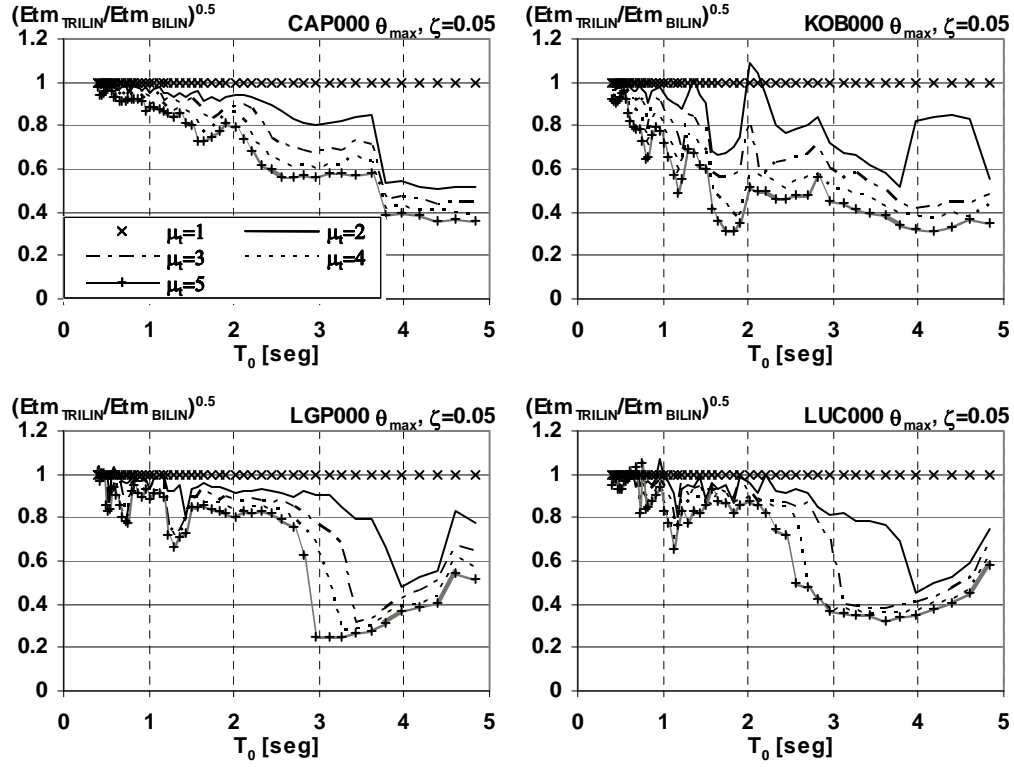 (Etm TRILIN/Etm BILIN)^0.5 CAP000 θmax, ζ=0.05
1.2
1
0.8
0.6
0.4
0.2
0
μt=1 μt=2
μt=3 μt=4
μt=5
0 1 2 3 4 5
T0 [seg]
(Etm TRILIN/Etm BILIN)^0.5 KOB000 θmax, ζ=0.05
1.2
1
0.8
0.6
0.4
0.2
0
0 1 2 3 4 5
T0 [seg]
(Etm TRILIN/Etm BILIN)^0.5 LGP000 θmax, ζ=0.05
1.2
1
0.8
0.6
0.4
0.2
0
0 1 2 3 4 5
T0 [seg]
(Etm TRILIN/Etm BILIN)^0.5 LUC000 θmax, ζ=0.05
1.2
1
0.8
0.6
0.4
0.2
0
0 1 2 3 4 5
T0 [seg]